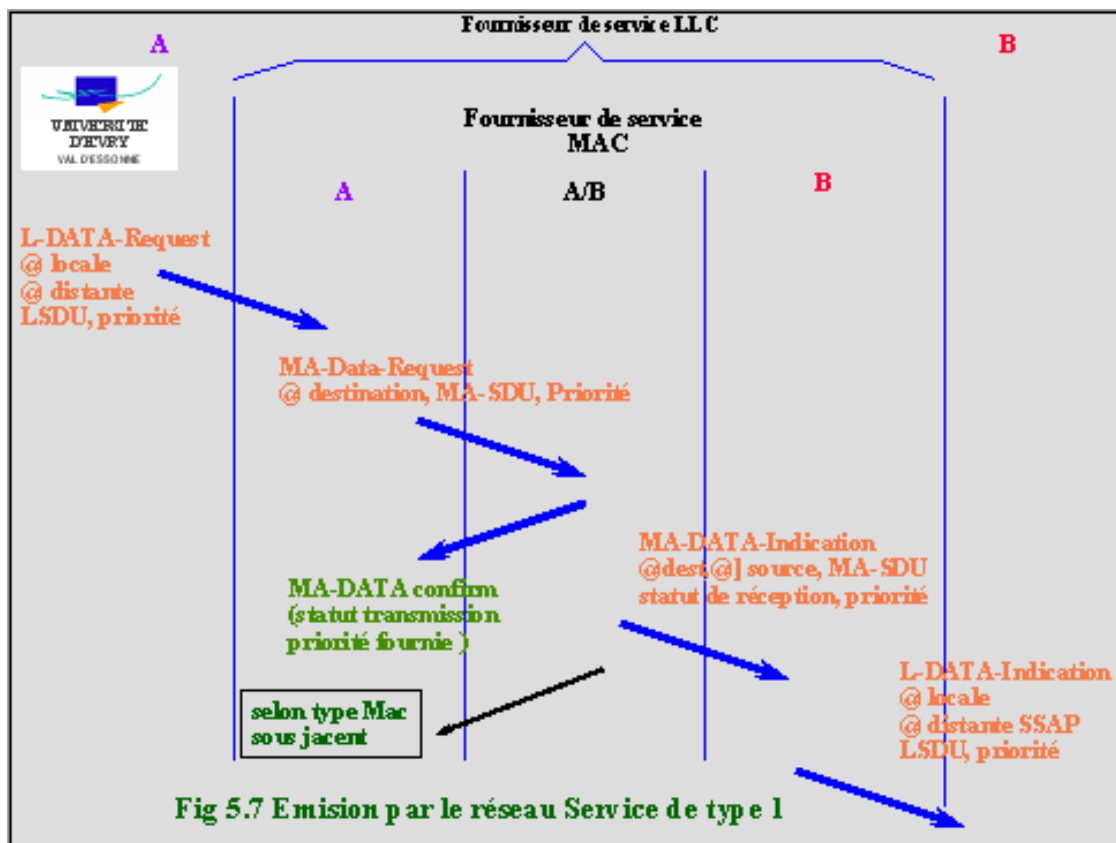 Fournisseur de service LLC
A
B
UNIVERSITE
D'EVRY
VAL D'ESSONNE
Fournisseur de service
MAC
A
A/B
B
L-DATA-Request
@ locale
@ distante
LSDU, priorité
MA-Data-Request
@ destination, MA-SDU, Priorité
MA-DATA-Indication
@dest,@] source, MA-SDU
statut de réception, priorité
MA-DATA confirm
(statut transmission
priorité fournie )
L-DATA-Indication
@ locale
@ distante SSAP
LSDU, priorité
selon type Mac
sous jacent
Fig 5.7 Emision par le réseau Service de type 1